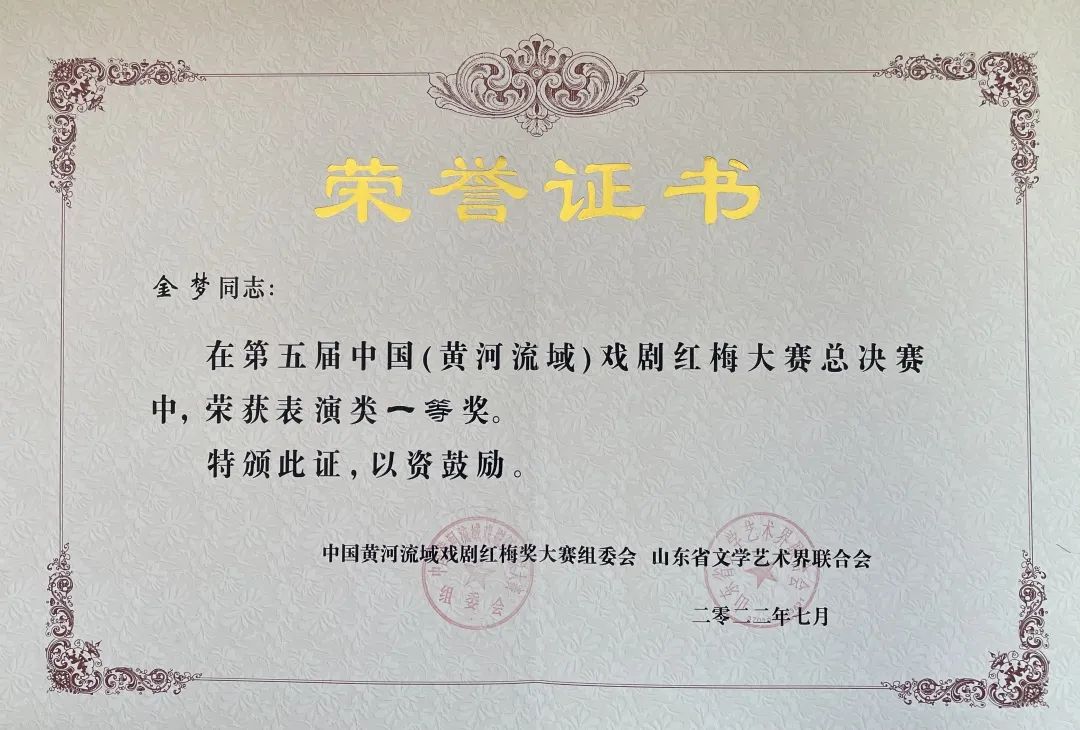 荣誉证书
金梦同志：
在第五届中国(黄河流域)戏剧红梅大赛总决赛
中，荣获表演类一等奖。
特颁此证，以资鼓励。
中国黄河流域戏剧红梅奖大赛组委会 山东省文学艺术界联合会
二零二二年七月
组委会